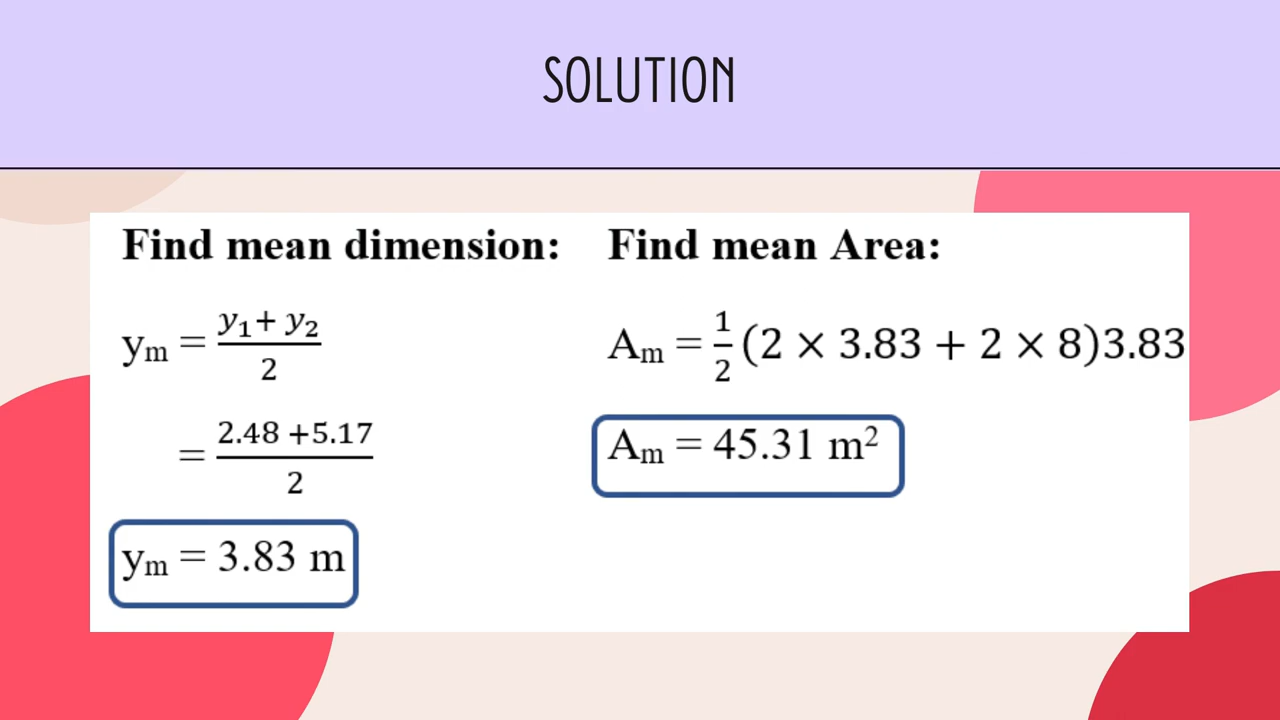 SOLUTION
Find mean dimension:
yₘ = (y₁+ y₂)/2
= (2.48 +5.17)/2
yₘ = 3.83 m
Find mean Area:
Aₘ = 1/2 (2 × 3.83 + 2 × 8)3.83
Aₘ = 45.31 m²